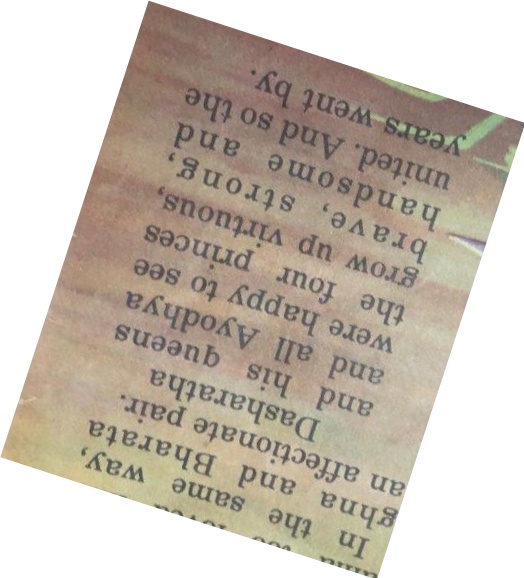 In the same way,
ghna and Bharata
an affectionate pair.
Dasharatha
and his queens
and all Ayodhya
were happy to see
the four princes
grow up virtuous,
brave, strong,
handsome and
united. And so the
years went by.